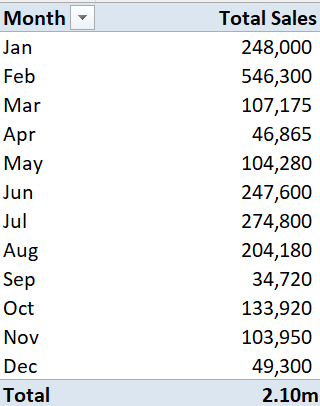 Month Total Sales
Jan 248,000
Feb 546,300
Mar 107,175
Apr 46,865
May 104,280
Jun 247,600
Jul 274,800
Aug 204,180
Sep 34,720
Oct 133,920
Nov 103,950
Dec 49,300
Total 2.10m